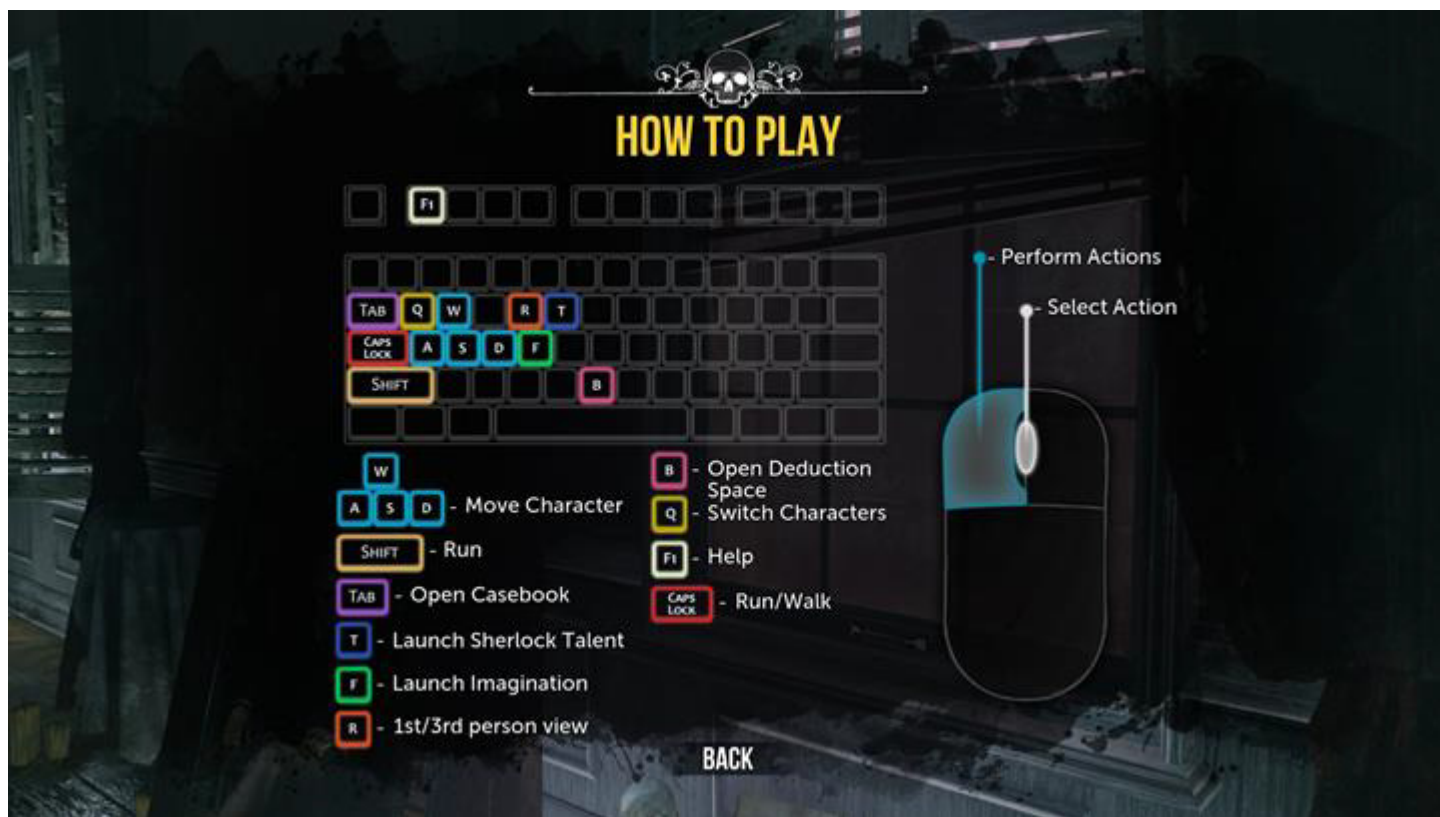 HOW TO PLAY
F1
TAB Q W R T
CAPS LOCK A S D F
SHIFT B
- Perform Actions
- Select Action
W
A S D - Move Character
SHIFT - Run
TAB - Open Casebook
T - Launch Sherlock Talent
F - Launch Imagination
R - 1st/3rd person view
B - Open Deduction
Space
Q - Switch Characters
F1 - Help
CAPS LOCK - Run/Walk
BACK